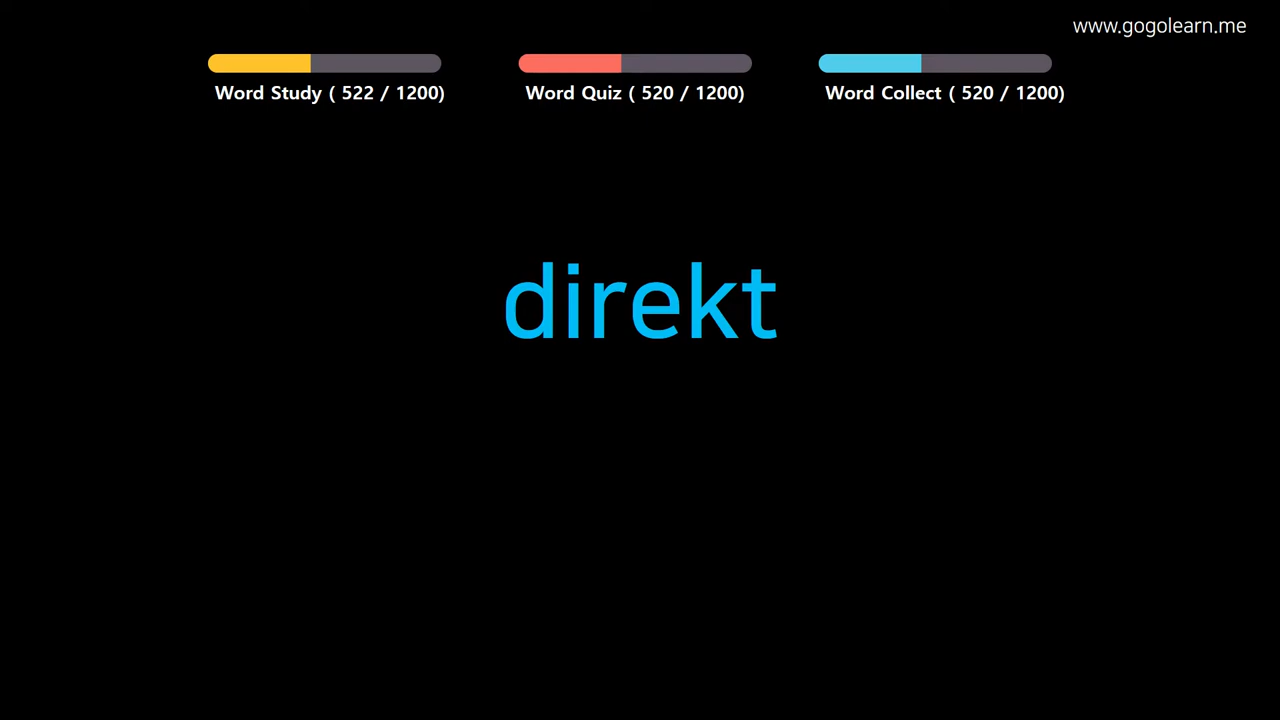 www.gogolearn.me
Word Study ( 522 / 1200)
Word Quiz ( 520 / 1200)
Word Collect ( 520 / 1200)
direkt